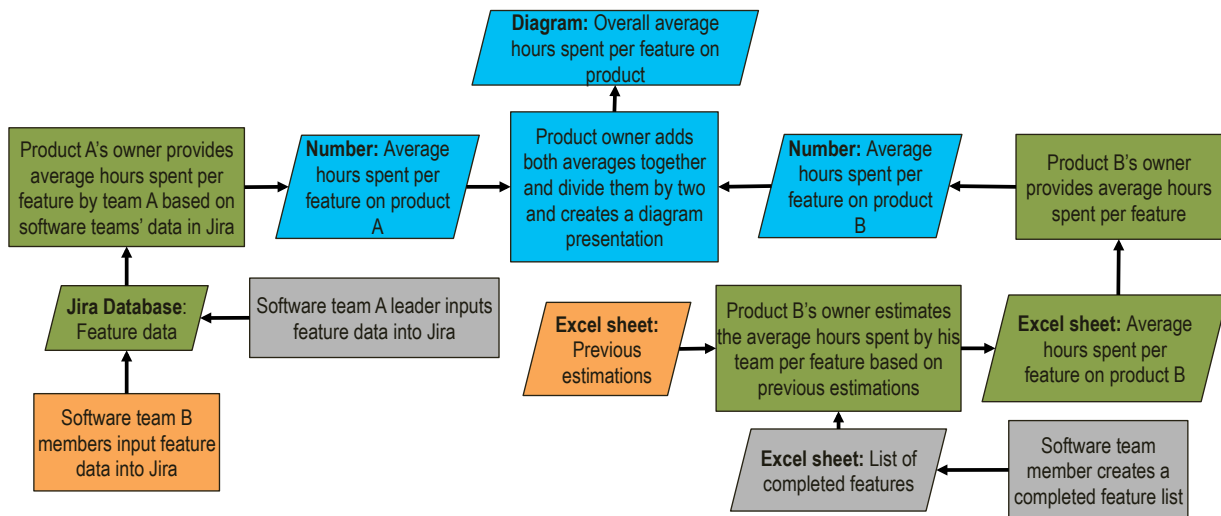 Diagram: Overall average
hours spent per feature on
product
Product A's owner provides
average hours spent per
feature by team A based on
software teams' data in Jira
Number: Average
hours spent per
feature on product
A
Product owner adds
both averages together
and divide them by two
and creates a diagram
presentation
Number: Average
hours spent per
feature on product
B
Product B's owner
provides average hours
spent per feature
Jira Database:
Feature data
Software team A leader inputs
feature data into Jira
Excel sheet:
Previous
estimations
Product B's owner estimates
the average hours spent by his
team per feature based on
previous estimations
Excel sheet: Average
hours spent per
feature on product B
Software team B
members input feature
data into Jira
Excel sheet: List of
completed features
Software team
member creates a
completed feature list